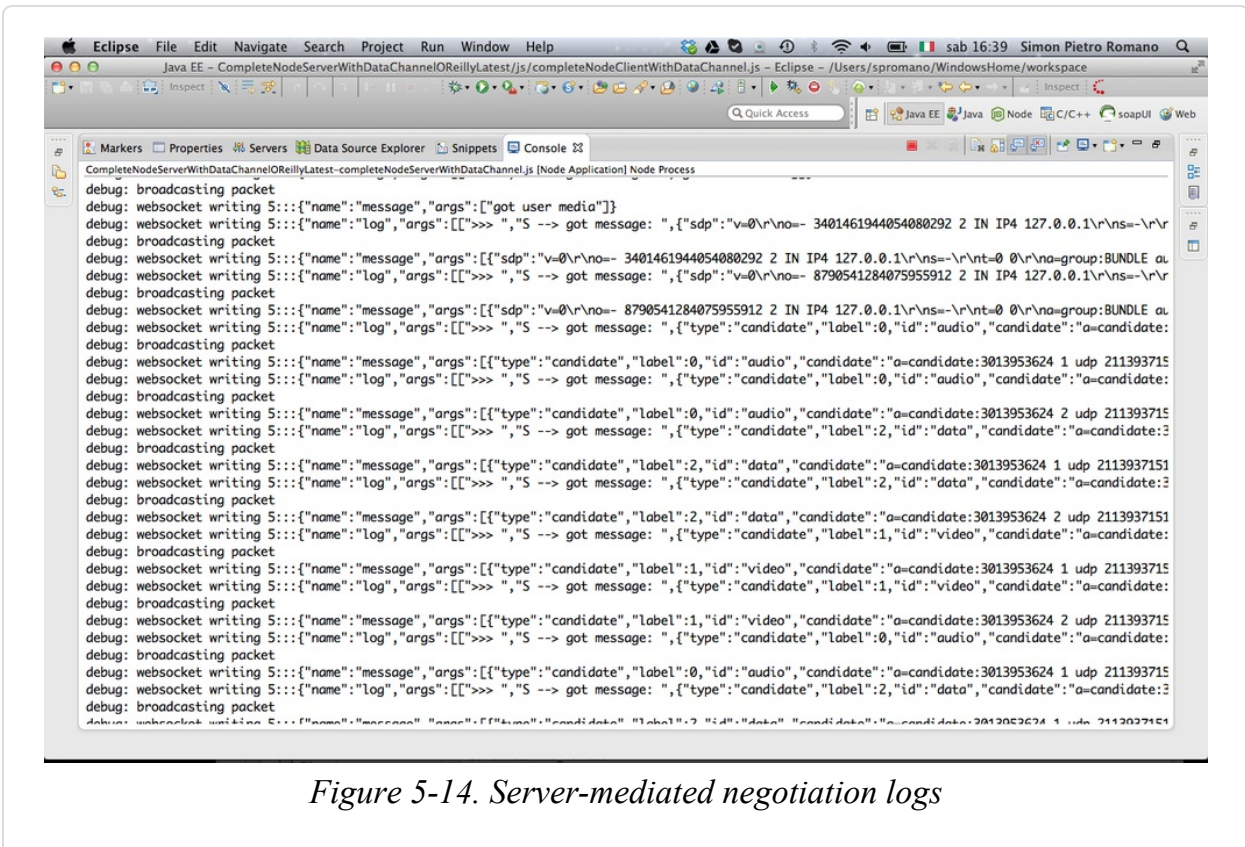 Eclipse File Edit Navigate Search Project Run Window Help sab 16:39 Simon Pietro Romano
Java EE – CompleteNodeServerWithDataChannelOReillyLatest/js/completeNodeClientWithDataChannel.js – Eclipse – /Users/spromano/WindowsHome/workspace
Inspect Inspect
Quick Access Java EE Java Node C/C++ soapUI Web
Markers Properties Servers Data Source Explorer Snippets Console
CompleteNodeServerWithDataChannelOReillyLatest-completeNodeServerWithDataChannel.js [Node Application] Node Process
debug: broadcasting packet
debug: websocket writing 5:::{"name":"message","args":["got user media"]}
debug: websocket writing 5:::{"name":"log","args":[[">>> ","S --> got message: ",{"sdp":"v=0\r\no=- 3401461944054080292 2 IN IP4 127.0.0.1\r\ns=-\r\r
debug: broadcasting packet
debug: websocket writing 5:::{"name":"message","args":[{"sdp":"v=0\r\no=- 3401461944054080292 2 IN IP4 127.0.0.1\r\ns=-\r\nt=0 0\r\na=group:BUNDLE au
debug: websocket writing 5:::{"name":"log","args":[[">>> ","S --> got message: ",{"sdp":"v=0\r\no=- 8790541284075955912 2 IN IP4 127.0.0.1\r\ns=-\r\r
debug: broadcasting packet
debug: websocket writing 5:::{"name":"message","args":[{"sdp":"v=0\r\no=- 8790541284075955912 2 IN IP4 127.0.0.1\r\ns=-\r\nt=0 0\r\na=group:BUNDLE au
debug: websocket writing 5:::{"name":"log","args":[[">>> ","S --> got message: ",{"type":"candidate","label":0,"id":"audio","candidate":"a=candidate:
debug: broadcasting packet
debug: websocket writing 5:::{"name":"message","args":[{"type":"candidate","label":0,"id":"audio","candidate":"a=candidate:3013953624 1 udp 211393715
debug: websocket writing 5:::{"name":"log","args":[[">>> ","S --> got message: ",{"type":"candidate","label":0,"id":"audio","candidate":"a=candidate:
debug: broadcasting packet
debug: websocket writing 5:::{"name":"message","args":[{"type":"candidate","label":0,"id":"audio","candidate":"a=candidate:3013953624 2 udp 211393715
debug: websocket writing 5:::{"name":"log","args":[[">>> ","S --> got message: ",{"type":"candidate","label":2,"id":"data","candidate":"a=candidate:3
debug: broadcasting packet
debug: websocket writing 5:::{"name":"message","args":[{"type":"candidate","label":2,"id":"data","candidate":"a=candidate:3013953624 1 udp 2113937151
debug: websocket writing 5:::{"name":"log","args":[[">>> ","S --> got message: ",{"type":"candidate","label":2,"id":"data","candidate":"a=candidate:3
debug: broadcasting packet
debug: websocket writing 5:::{"name":"message","args":[{"type":"candidate","label":2,"id":"data","candidate":"a=candidate:3013953624 2 udp 2113937151
debug: websocket writing 5:::{"name":"log","args":[[">>> ","S --> got message: ",{"type":"candidate","label":1,"id":"video","candidate":"a=candidate:
debug: broadcasting packet
debug: websocket writing 5:::{"name":"message","args":[{"type":"candidate","label":1,"id":"video","candidate":"a=candidate:3013953624 1 udp 211393715
debug: websocket writing 5:::{"name":"log","args":[[">>> ","S --> got message: ",{"type":"candidate","label":1,"id":"video","candidate":"a=candidate:
debug: broadcasting packet
debug: websocket writing 5:::{"name":"message","args":[{"type":"candidate","label":1,"id":"video","candidate":"a=candidate:3013953624 2 udp 211393715
debug: websocket writing 5:::{"name":"log","args":[[">>> ","S --> got message: ",{"type":"candidate","label":0,"id":"audio","candidate":"a=candidate:
debug: broadcasting packet
debug: websocket writing 5:::{"name":"message","args":[{"type":"candidate","label":0,"id":"audio","candidate":"a=candidate:3013953624 1 udp 211393715
debug: websocket writing 5:::{"name":"log","args":[[">>> ","S --> got message: ",{"type":"candidate","label":2,"id":"data","candidate":"a=candidate:3
debug: broadcasting packet
debug: websocket writing 5:::{"name":"message","args":[{"type":"candidate","label":2,"id":"data","candidate":"a=candidate:3013953624 1 udp 2113937151
Figure 5-14. Server-mediated negotiation logs